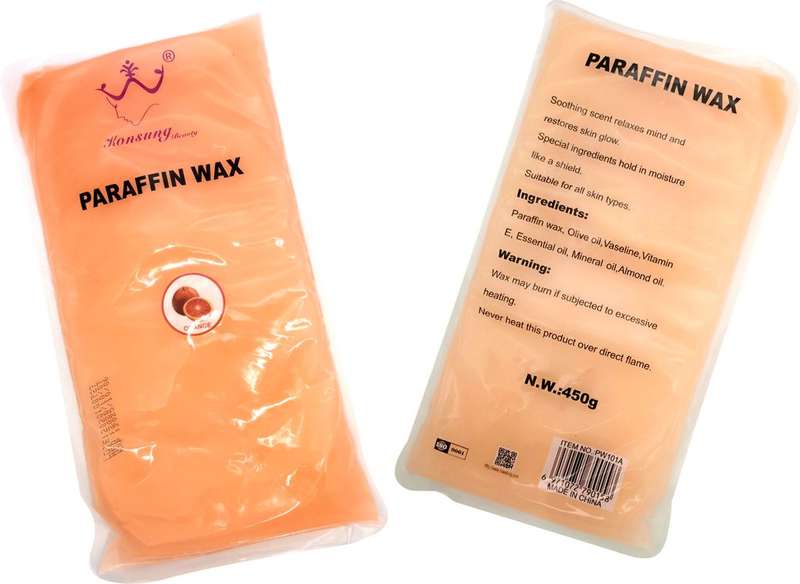 ®
Konsung Beauty
PARAFFIN WAX
ORANGE
PARAFFIN WAX
Soothing scent relaxes mind and
restores skin glow.
Special ingredients hold in moisture
like a shield.
Suitable for all skin types.
Ingredients:
Paraffin wax, Olive oil,Vaseline,Vitamin
E, Essential oil, Mineral oil,Almond oil.
Warning:
Wax may burn if subjected to excessive
heating.
Never heat this product over direct flame.
N.W.:450g
ISO 9001
ITEM NO.:PW101A
MADE IN CHINA